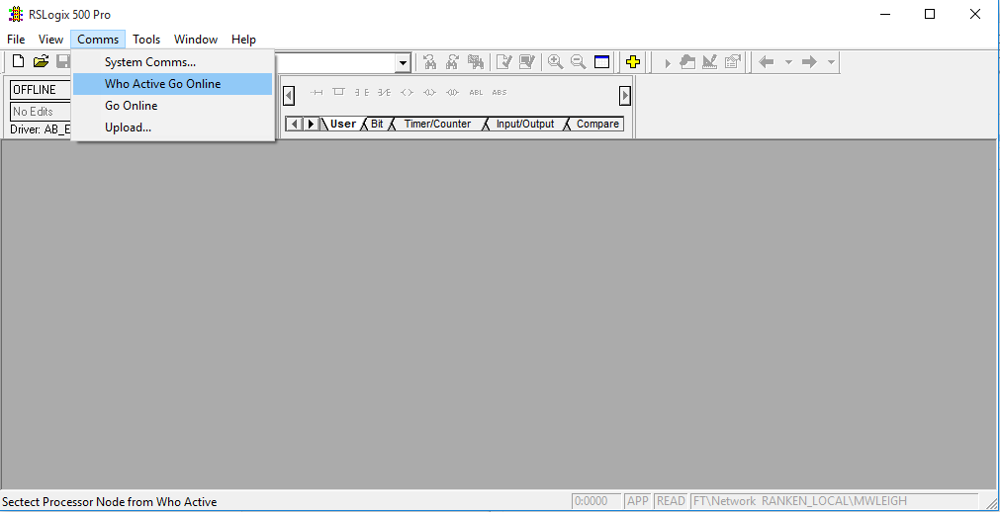 RSLogix 500 Pro
File View Comms Tools Window Help
System Comms...
Who Active Go Online
Go Online
Upload...
OFFLINE
No Edits
Driver: AB_E
ABL ABS
User Bit Timer/Counter Input/Output Compare
Sectect Processor Node from Who Active
0:0000 APP READ FT\Network RANKEN_LOCAL\MWLEIGH